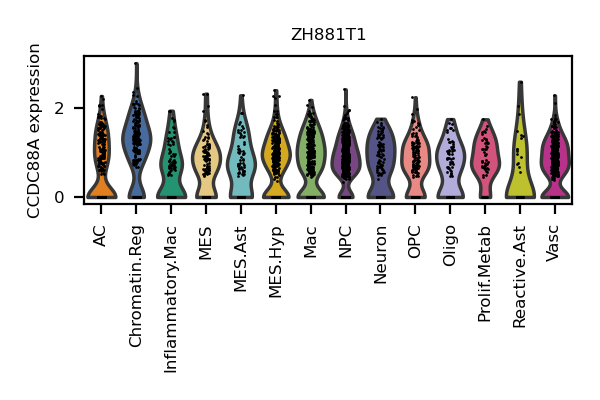 ZH881T1
CCDC88A expression
2
0
AC
Chromatin.Reg
Inflammatory.Mac
MES
MES.Ast
MES.Hyp
Mac
NPC
Neuron
OPC
Oligo
Prolif.Metab
Reactive.Ast
Vasc